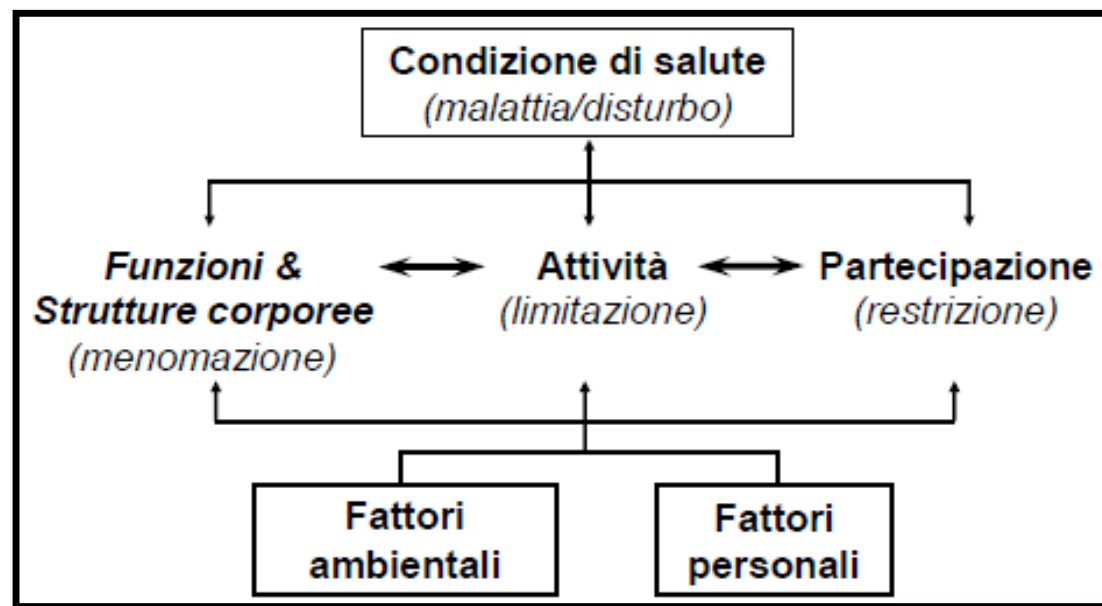 Condizione di salute
(malattia/disturbo)
Funzioni &
Strutture corporee
(menomazione)
Attività
(limitazione)
Partecipazione
(restrizione)
Fattori
ambientali
Fattori
personali